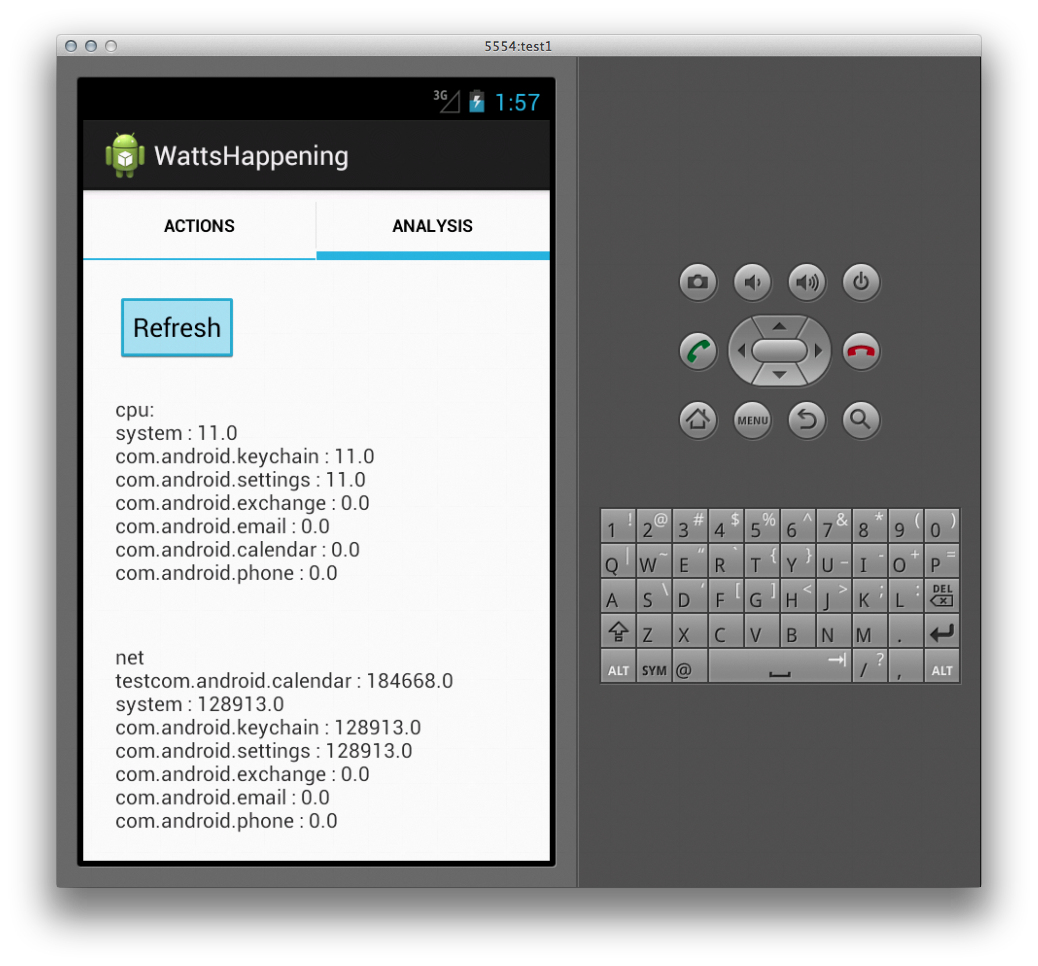 5554:test1
3G 1:57
WattsHappening
ACTIONS ANALYSIS
Refresh
cpu:
system : 11.0
com.android.keychain : 11.0
com.android.settings : 11.0
com.android.exchange : 0.0
com.android.email : 0.0
com.android.calendar : 0.0
com.android.phone : 0.0
net
testcom.android.calendar : 184668.0
system : 128913.0
com.android.keychain : 128913.0
com.android.settings : 128913.0
com.android.exchange : 0.0
com.android.email : 0.0
com.android.phone : 0.0
MENU
1 ! 2 @ 3 # 4 $ 5 % 6 ^ 7 & 8 * 9 ( 0 )
Q | W ~ E " R ` T { Y } U _ I - O + P =
A S \ D ' F [ G ] H < J > K ; L : DEL
Z X C V B N M .
ALT SYM @ / ? , ALT